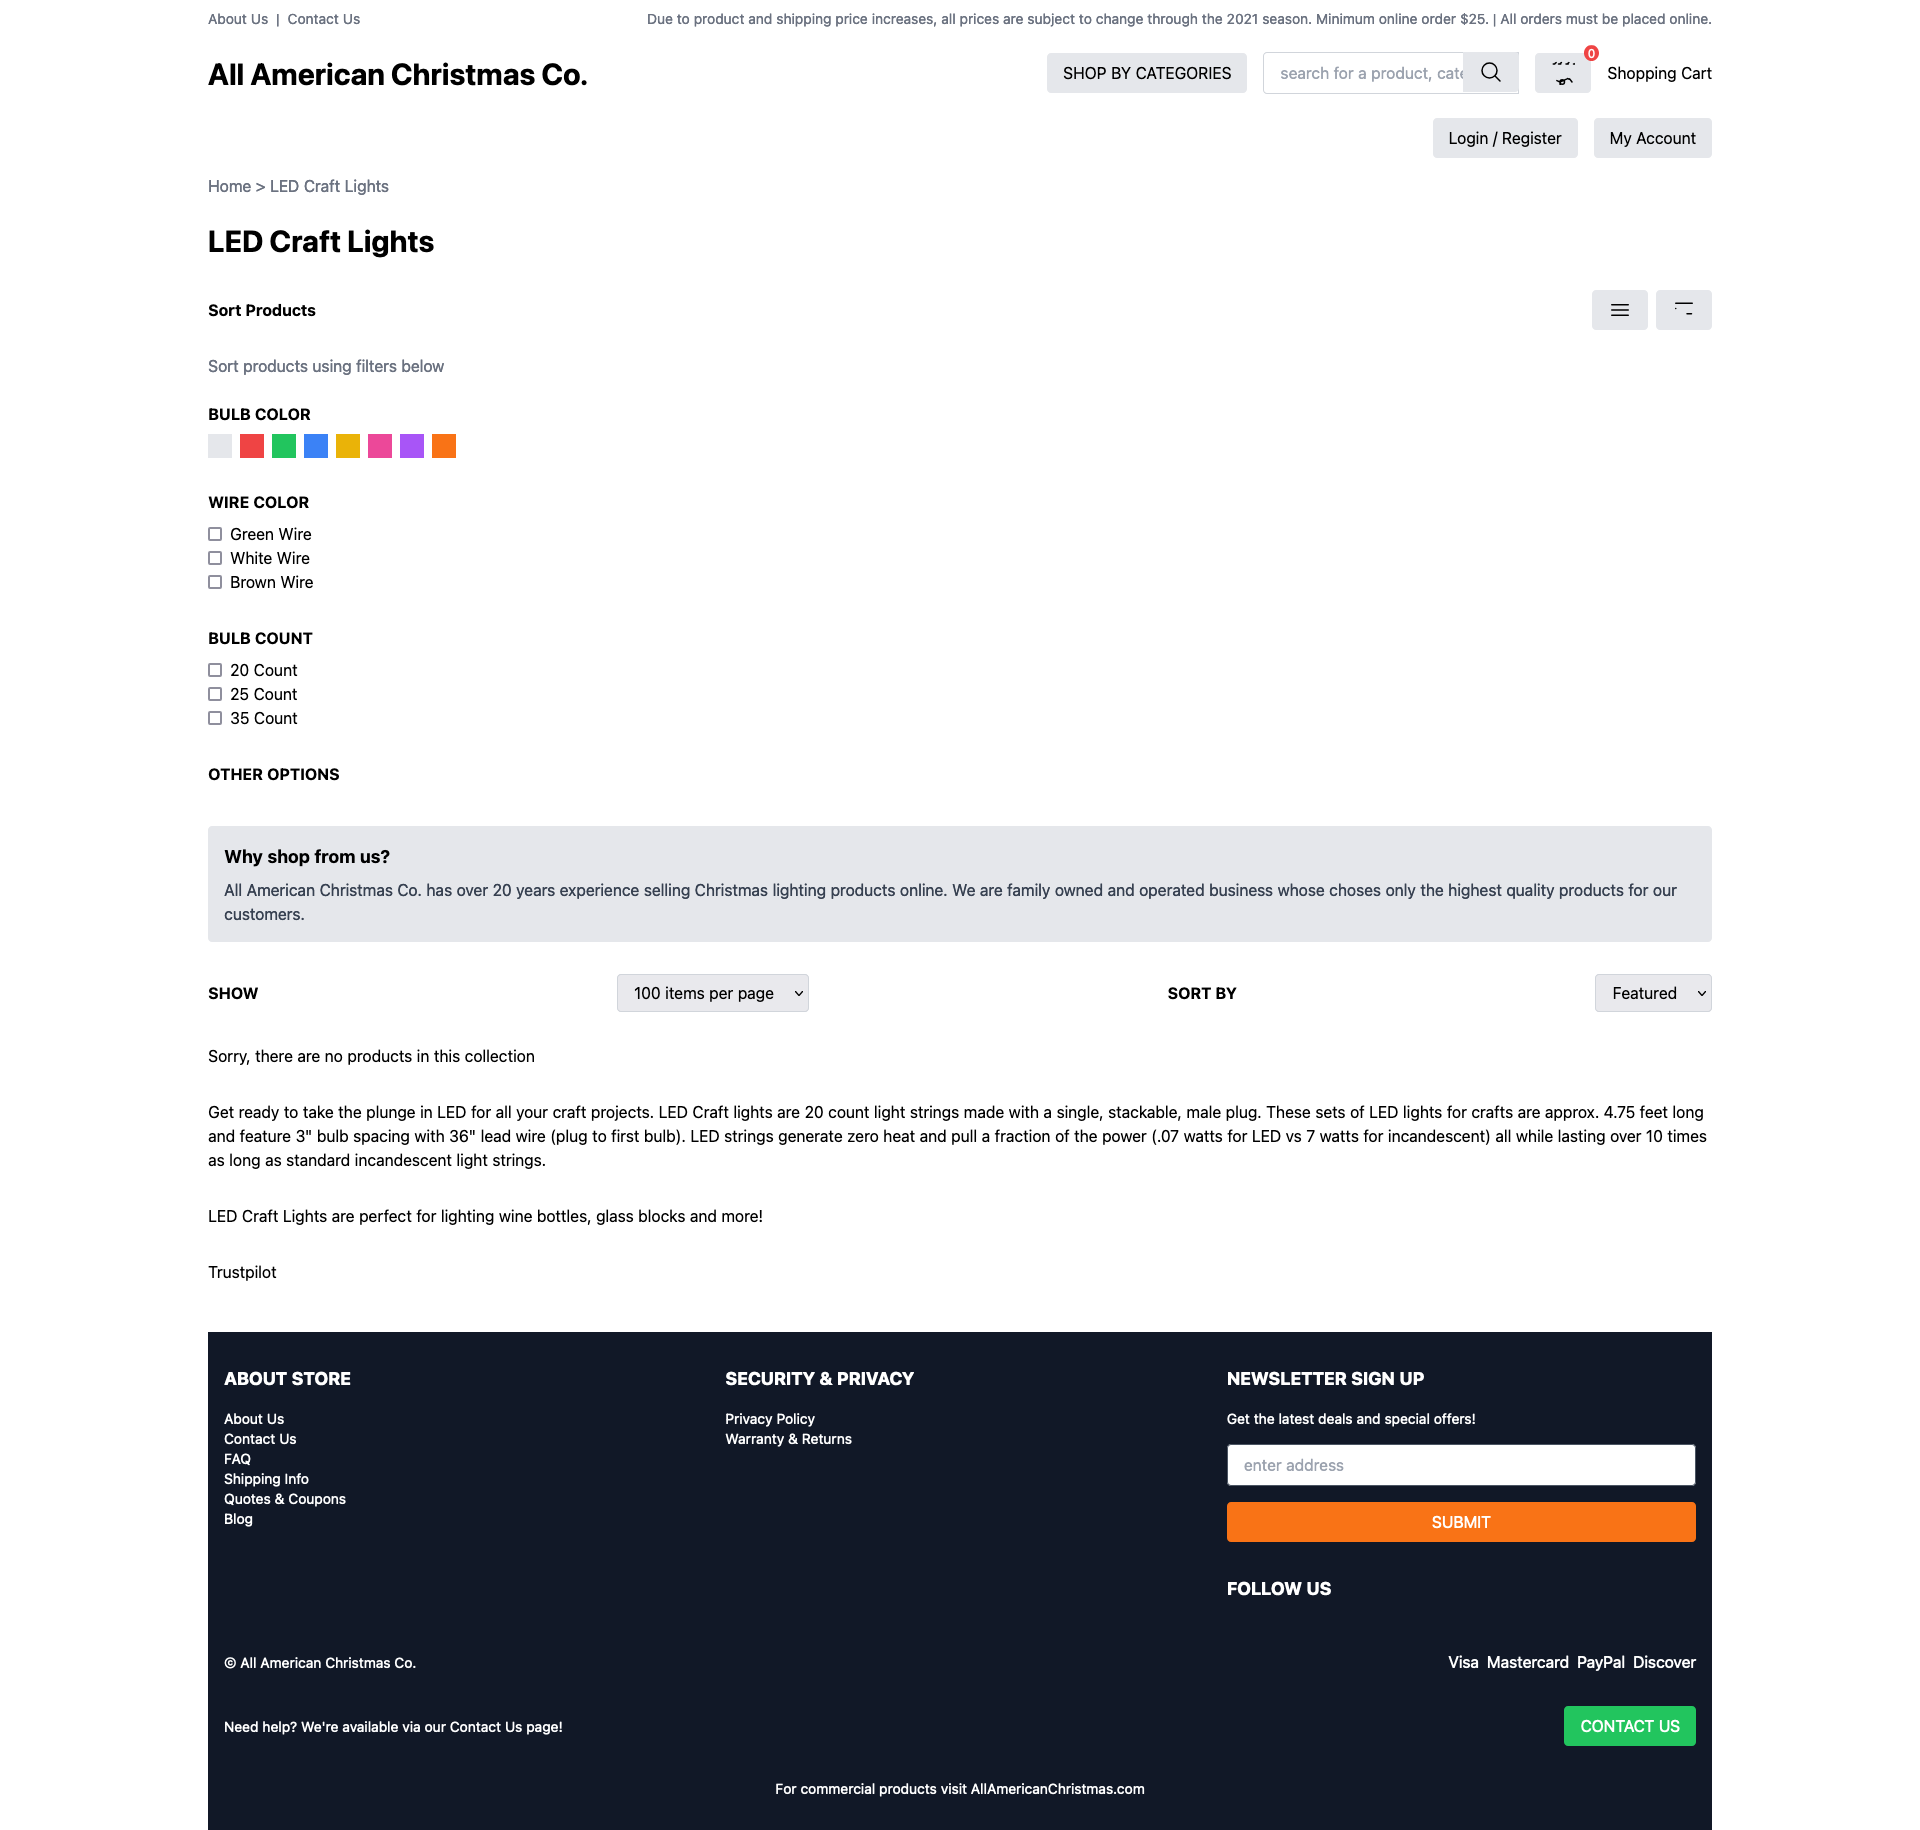 About Us | Contact Us
Due to product and shipping price increases, all prices are subject to change through the 2021 season. Minimum online order $25. | All orders must be placed online.
All American Christmas Co.
SHOP BY CATEGORIES
search for a product, cate
0
Shopping Cart
Login / Register
My Account
Home > LED Craft Lights
LED Craft Lights
Sort Products
Sort products using filters below
BULB COLOR
WIRE COLOR
Green Wire
White Wire
Brown Wire
BULB COUNT
20 Count
25 Count
35 Count
OTHER OPTIONS
Why shop from us?
All American Christmas Co. has over 20 years experience selling Christmas lighting products online. We are family owned and operated business whose choses only the highest quality products for our
customers.
SHOW
100 items per page
SORT BY
Featured
Sorry, there are no products in this collection
Get ready to take the plunge in LED for all your craft projects. LED Craft lights are 20 count light strings made with a single, stackable, male plug. These sets of LED lights for crafts are approx. 4.75 feet long
and feature 3" bulb spacing with 36" lead wire (plug to first bulb). LED strings generate zero heat and pull a fraction of the power (.07 watts for LED vs 7 watts for incandescent) all while lasting over 10 times
as long as standard incandescent light strings.
LED Craft Lights are perfect for lighting wine bottles, glass blocks and more!
Trustpilot
ABOUT STORE
About Us
Contact Us
FAQ
Shipping Info
Quotes & Coupons
Blog
SECURITY & PRIVACY
Privacy Policy
Warranty & Returns
NEWSLETTER SIGN UP
Get the latest deals and special offers!
enter address
SUBMIT
FOLLOW US
© All American Christmas Co.
Visa Mastercard PayPal Discover
Need help? We're available via our Contact Us page!
CONTACT US
For commercial products visit AllAmericanChristmas.com